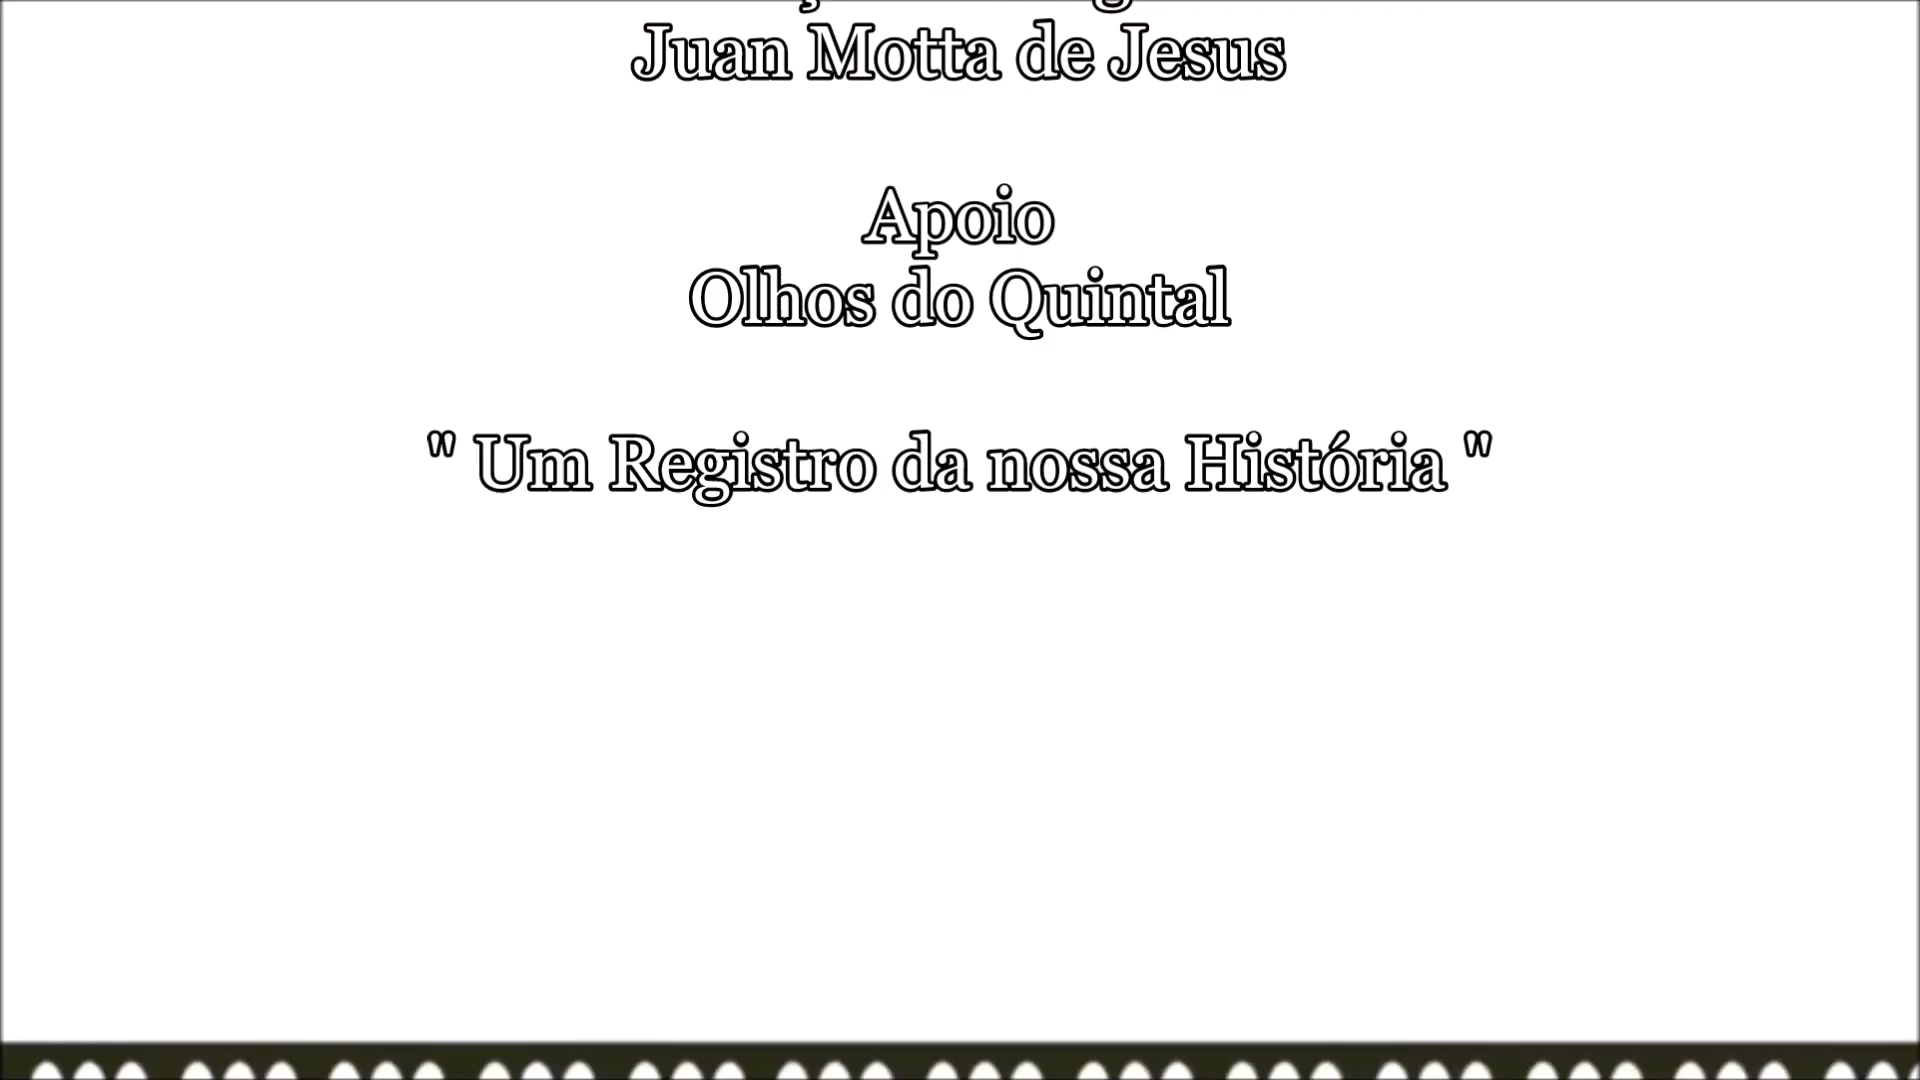 Juan Motta de Jesus
Apoio
Olhos do Quintal
" Um Registro da nossa História "